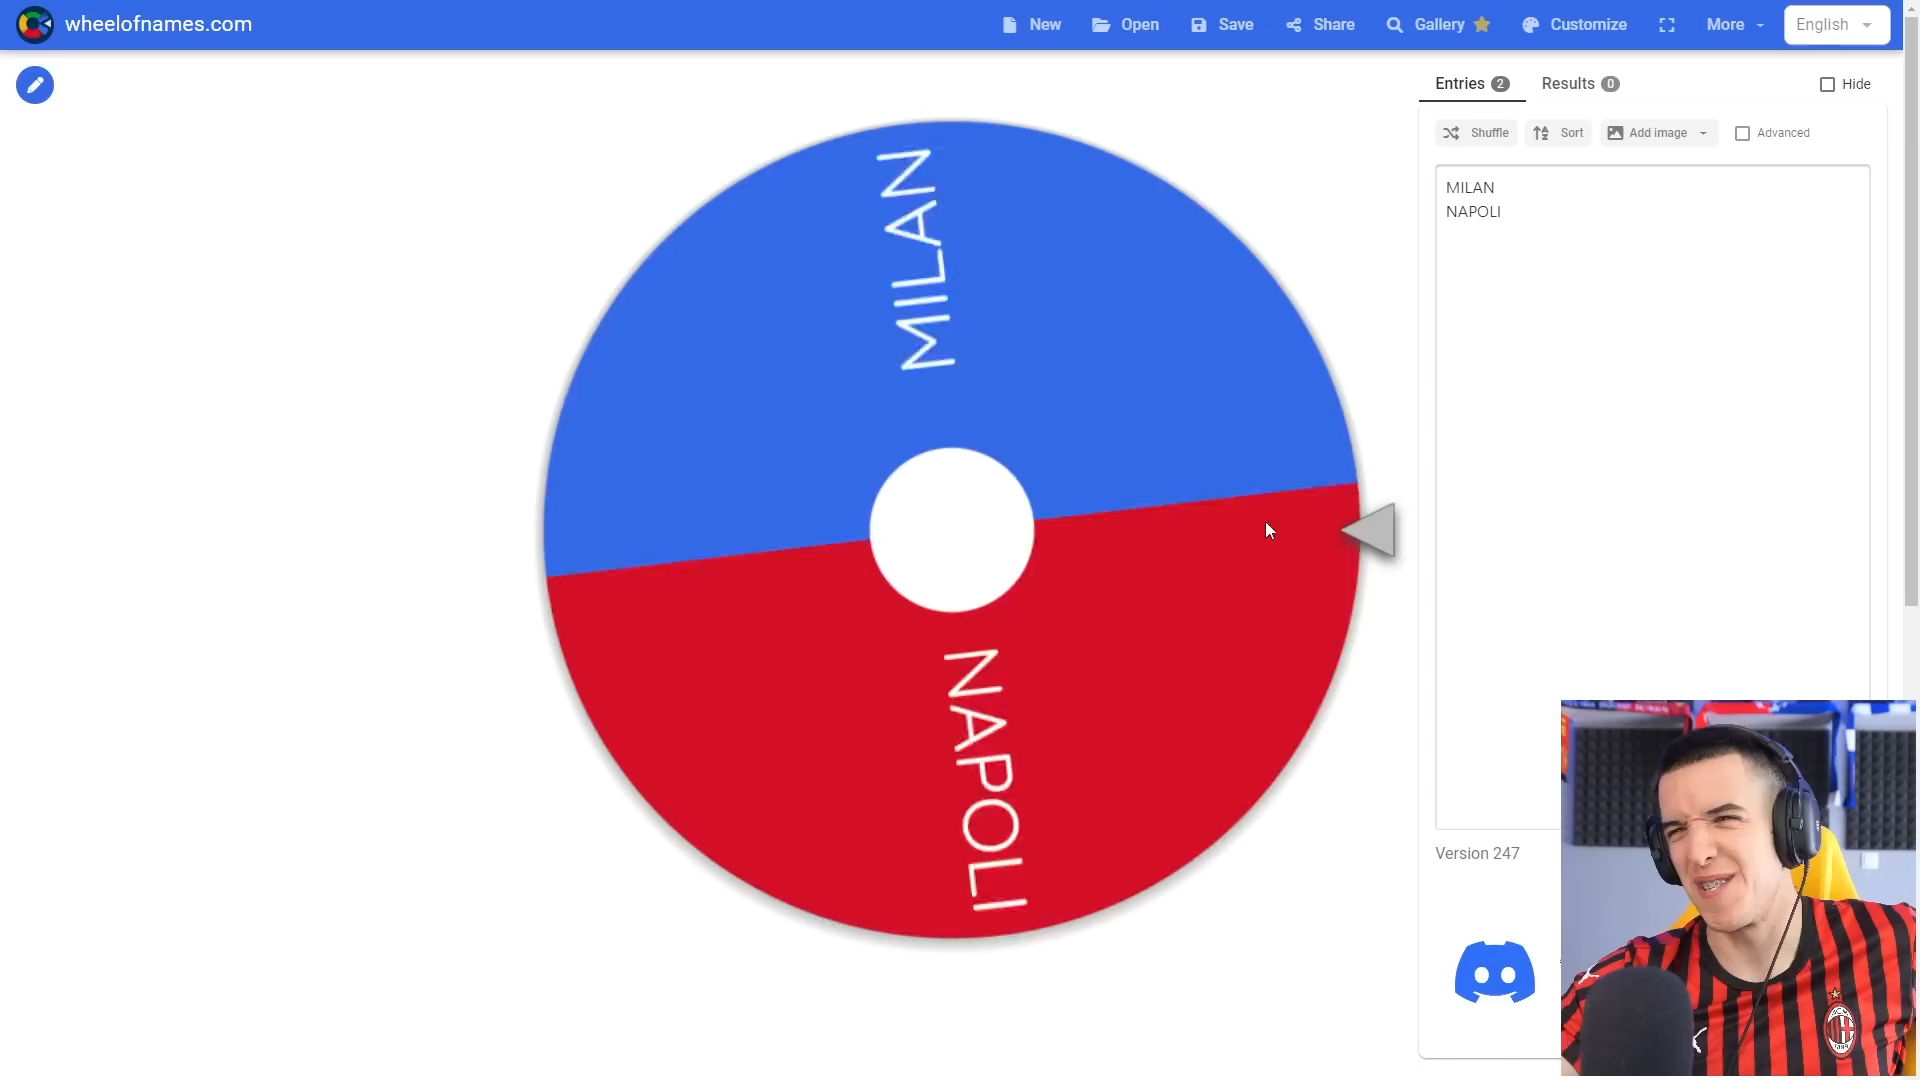 wheelofnames.com
New
Open
Save
Share
Gallery
Customize
More
English
Entries 2
Results 0
Hide
Shuffle
Sort
Add image
Advanced
MILAN
NAPOLI
MILAN
NAPOLI
Version 247